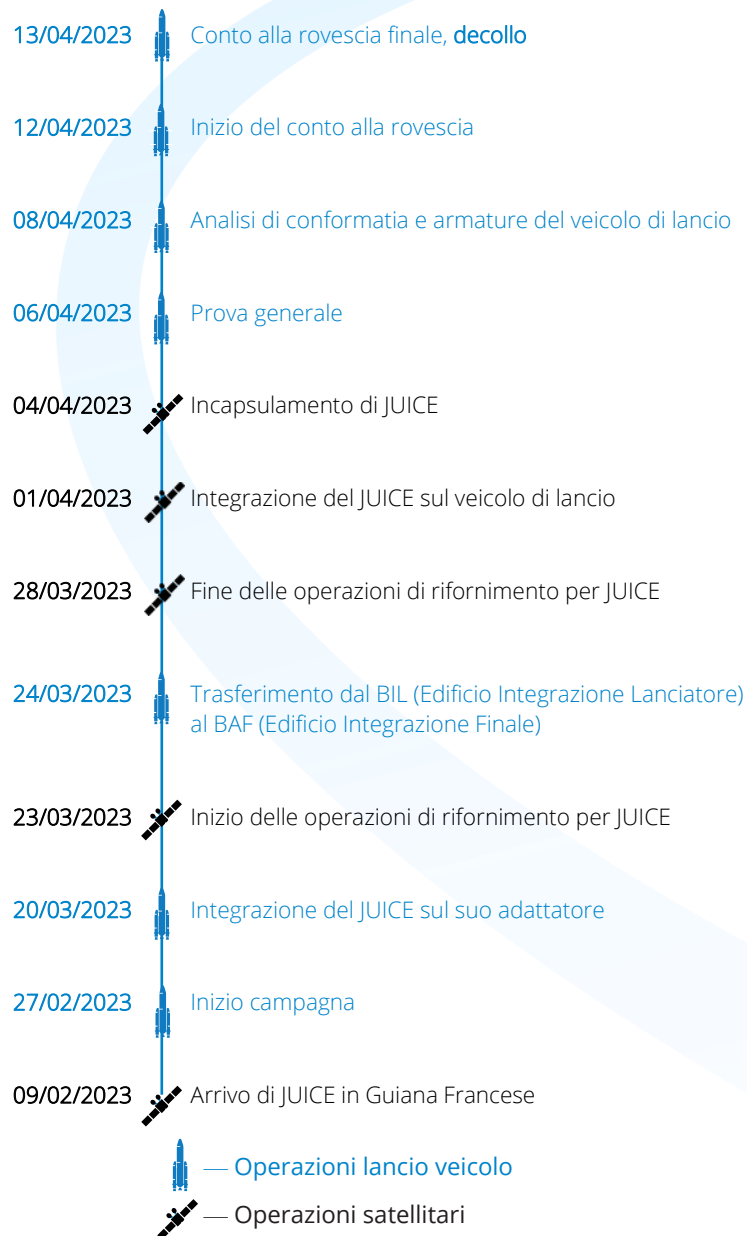 13/04/2023 Conto alla rovescia finale, decollo
12/04/2023 Inizio del conto alla rovescia
08/04/2023 Analisi di conformatia e armature del veicolo di lancio
06/04/2023 Prova generale
04/04/2023 Incapsulamento di JUICE
01/04/2023 Integrazione del JUICE sul veicolo di lancio
28/03/2023 Fine delle operazioni di rifornimento per JUICE
24/03/2023 Trasferimento dal BIL (Edificio Integrazione Lanciatore)
al BAF (Edificio Integrazione Finale)
23/03/2023 Inizio delle operazioni di rifornimento per JUICE
20/03/2023 Integrazione del JUICE sul suo adattatore
27/02/2023 Inizio campagna
09/02/2023 Arrivo di JUICE in Guiana Francese
— Operazioni lancio veicolo
— Operazioni satellitari